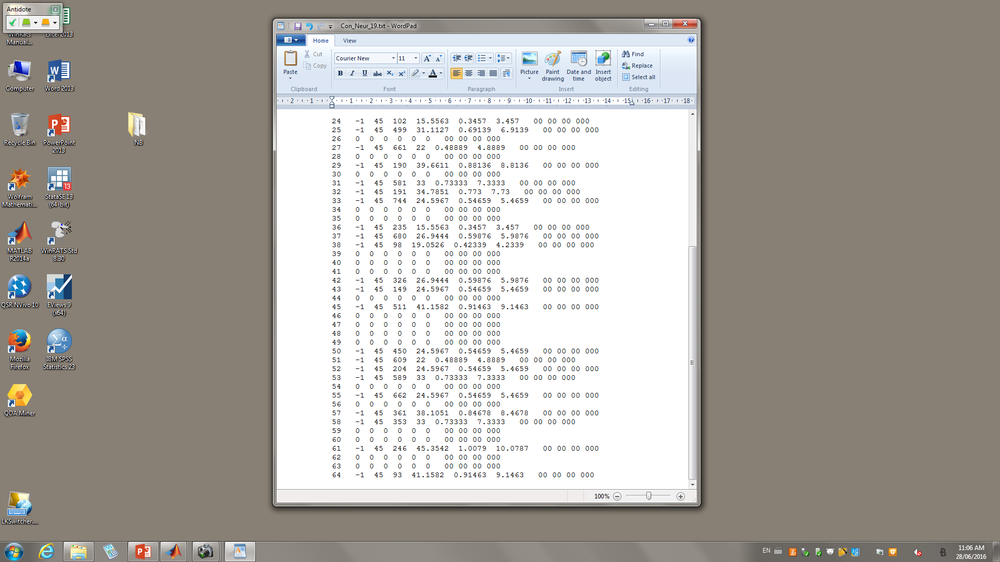 Antidote
WinRats Manual...
Excel 2013
Computer
Word 2013
Recycle Bin
PowerPoint 2013
NB
Wolfram Mathemati...
StataSE 13 (64-bit)
MATLAB R2014a
WinRATS Std 8.30
QSR NVivo 10
EViews 9 (x64)
Mozilla Firefox
IBM SPSS Statistics 23
QDA Miner
LKSwitcher....
Con_Neur_19.txt - WordPad
Home View
Paste Cut Copy Clipboard
Courier New 11
Font
Paragraph
Picture
Paint drawing
Date and time
Insert object
Insert
Find
Replace
Select all
Editing
2 1 1 2 3 4 5 6 7 8 9 10 11 12 13 14 15 16 17 18
24 -1 45 102 15.5563 0.3457 3.457 00 00 00 000
25 -1 45 499 31.1127 0.69139 6.9139 00 00 00 000
26 0 0 0 0 0 0 00 00 00 000
27 -1 45 661 22 0.48889 4.8889 00 00 00 000
28 0 0 0 0 0 0 00 00 00 000
29 -1 45 190 39.6611 0.88136 8.8136 00 00 00 000
30 0 0 0 0 0 0 00 00 00 000
31 -1 45 581 33 0.73333 7.3333 00 00 00 000
32 -1 45 191 34.7851 0.773 7.73 00 00 00 000
33 -1 45 744 24.5967 0.54659 5.4659 00 00 00 000
34 0 0 0 0 0 0 00 00 00 000
35 0 0 0 0 0 0 00 00 00 000
36 -1 45 235 15.5563 0.3457 3.457 00 00 00 000
37 -1 45 680 26.9444 0.59876 5.9876 00 00 00 000
38 -1 45 98 19.0526 0.42339 4.2339 00 00 00 000
39 0 0 0 0 0 0 00 00 00 000
40 0 0 0 0 0 0 00 00 00 000
41 0 0 0 0 0 0 00 00 00 000
42 -1 45 326 26.9444 0.59876 5.9876 00 00 00 000
43 -1 45 149 24.5967 0.54659 5.4659 00 00 00 000
44 0 0 0 0 0 0 00 00 00 000
45 -1 45 511 41.1582 0.91463 9.1463 00 00 00 000
46 0 0 0 0 0 0 00 00 00 000
47 0 0 0 0 0 0 00 00 00 000
48 0 0 0 0 0 0 00 00 00 000
49 0 0 0 0 0 0 00 00 00 000
50 -1 45 450 24.5967 0.54659 5.4659 00 00 00 000
51 -1 45 609 22 0.48889 4.8889 00 00 00 000
52 -1 45 204 24.5967 0.54659 5.4659 00 00 00 000
53 -1 45 589 33 0.73333 7.3333 00 00 00 000
54 0 0 0 0 0 0 00 00 00 000
55 -1 45 662 24.5967 0.54659 5.4659 00 00 00 000
56 0 0 0 0 0 0 00 00 00 000
57 -1 45 361 38.1051 0.84678 8.4678 00 00 00 000
58 -1 45 353 33 0.73333 7.3333 00 00 00 000
59 0 0 0 0 0 0 00 00 00 000
60 0 0 0 0 0 0 00 00 00 000
61 -1 45 246 45.3542 1.0079 10.0787 00 00 00 000
62 0 0 0 0 0 0 00 00 00 000
63 0 0 0 0 0 0 00 00 00 000
64 -1 45 93 41.1582 0.91463 9.1463 00 00 00 000
100%
EN
11:06 AM
28/06/2016